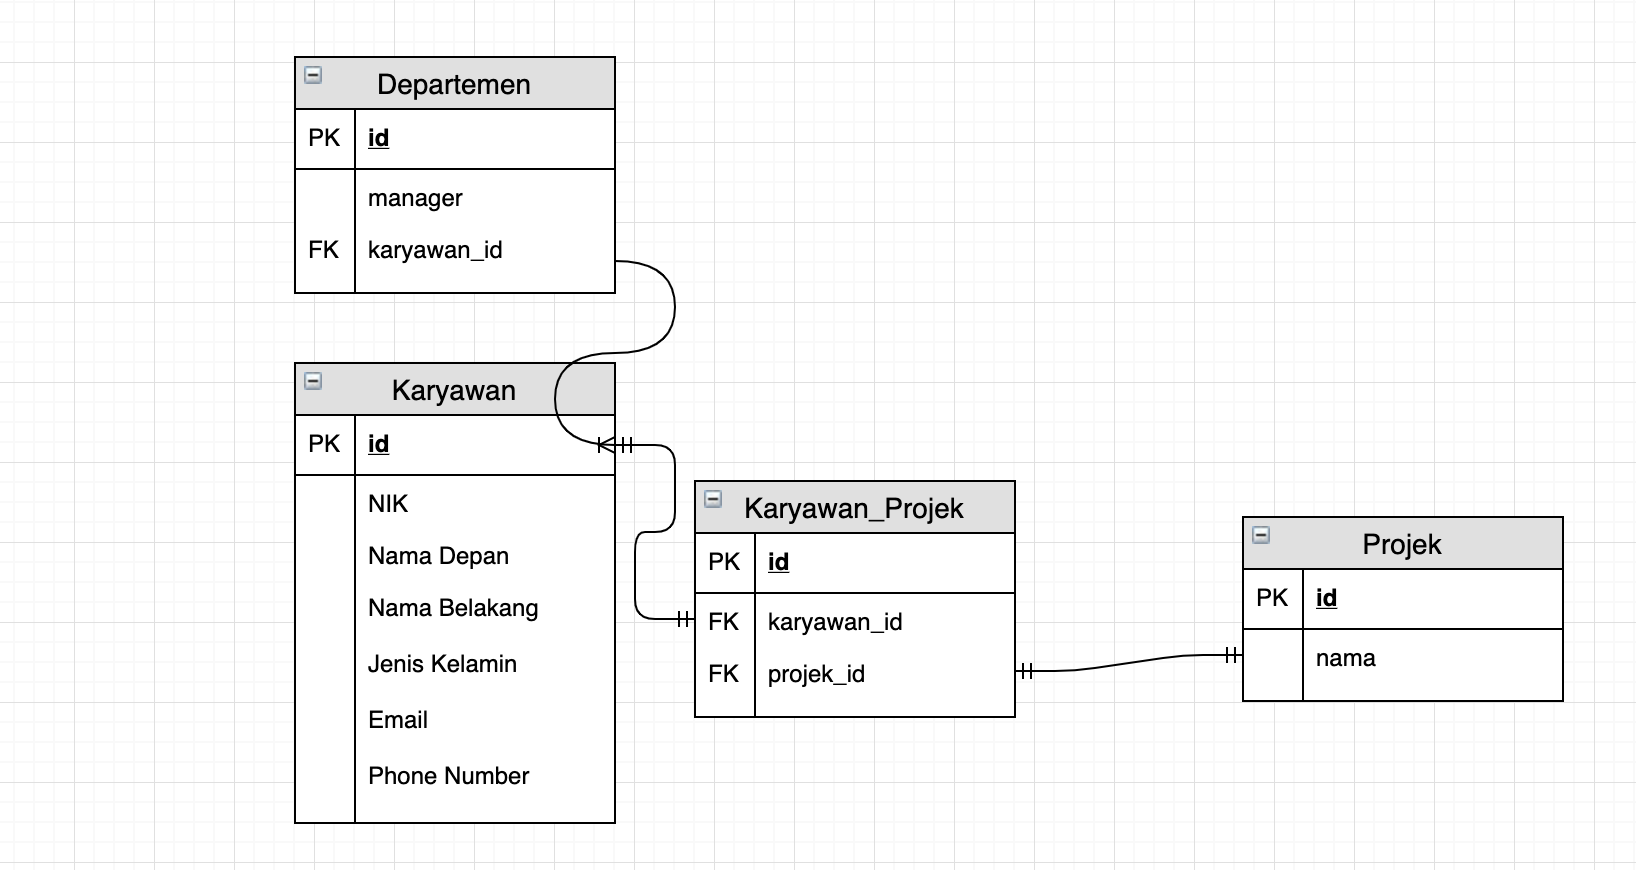 Departemen
PK id
manager
FK karyawan_id
Karyawan
PK id
NIK
Nama Depan
Nama Belakang
Jenis Kelamin
Email
Phone Number
Karyawan_Projek
PK id
FK karyawan_id
FK projek_id
Projek
PK id
nama